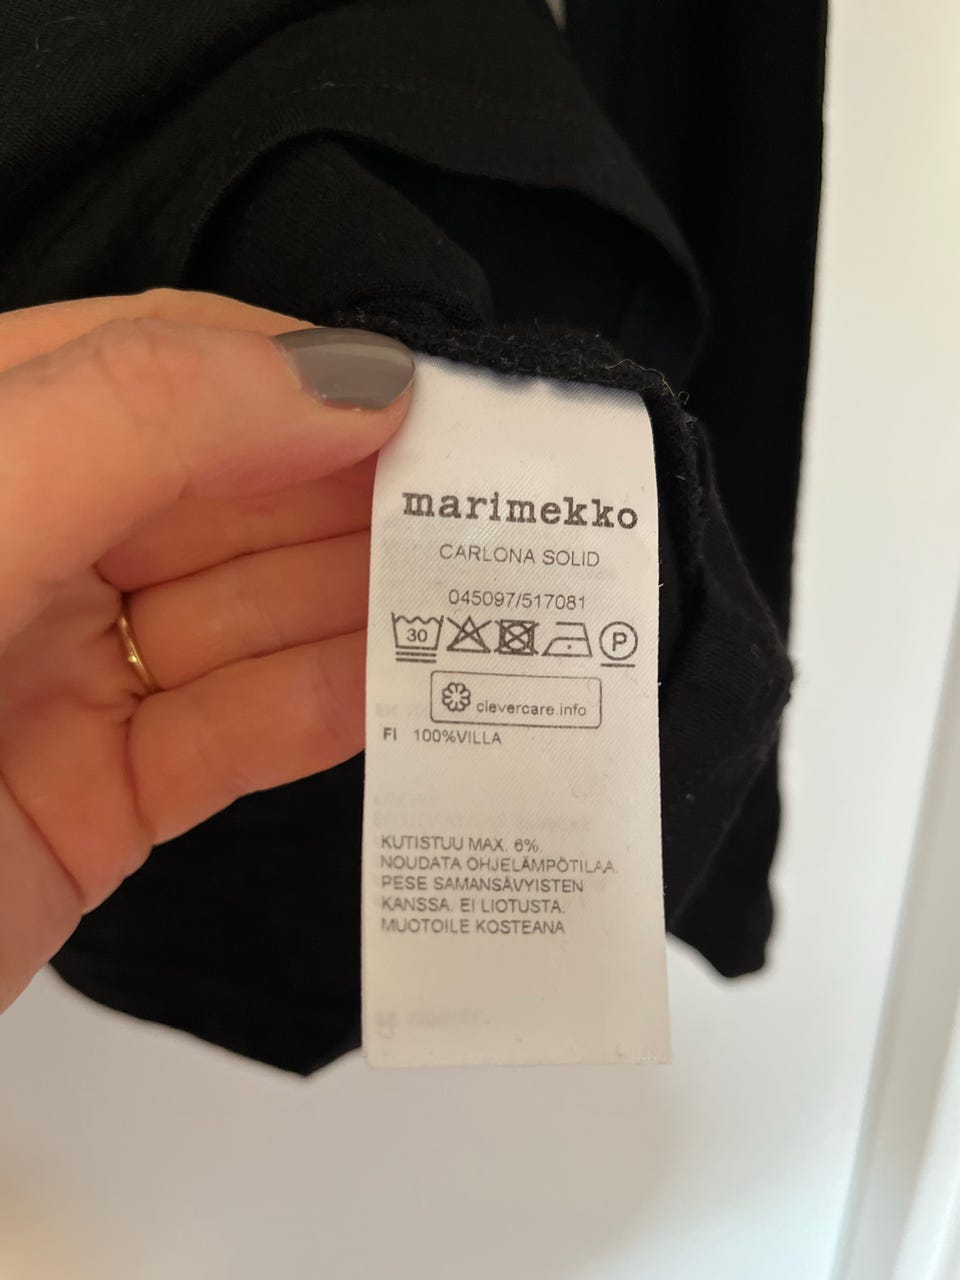 marimekko
CARLONA SOLID
045097/517081
30 P
clevercare.info
FI 100%VILLA
KUTISTUU MAX. 6%.
NOUDATA OHJELÄMPÖTILAA.
PESE SAMANSÄVYISTEN
KANSSA. EI LIOTUSTA.
MUOTOILE KOSTEANA